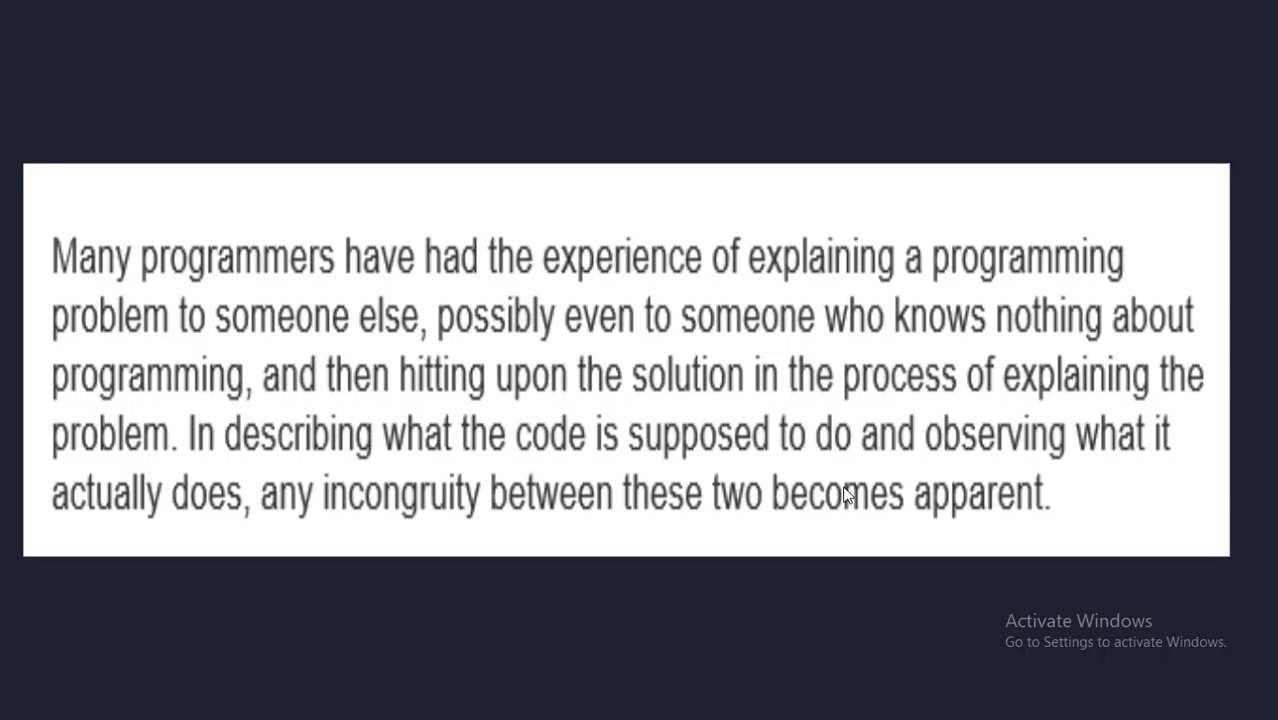 Many programmers have had the experience of explaining a programming
problem to someone else, possibly even to someone who knows nothing about
programming, and then hitting upon the solution in the process of explaining the
problem. In describing what the code is supposed to do and observing what it
actually does, any incongruity between these two becomes apparent.
Activate Windows
Go to Settings to activate Windows.